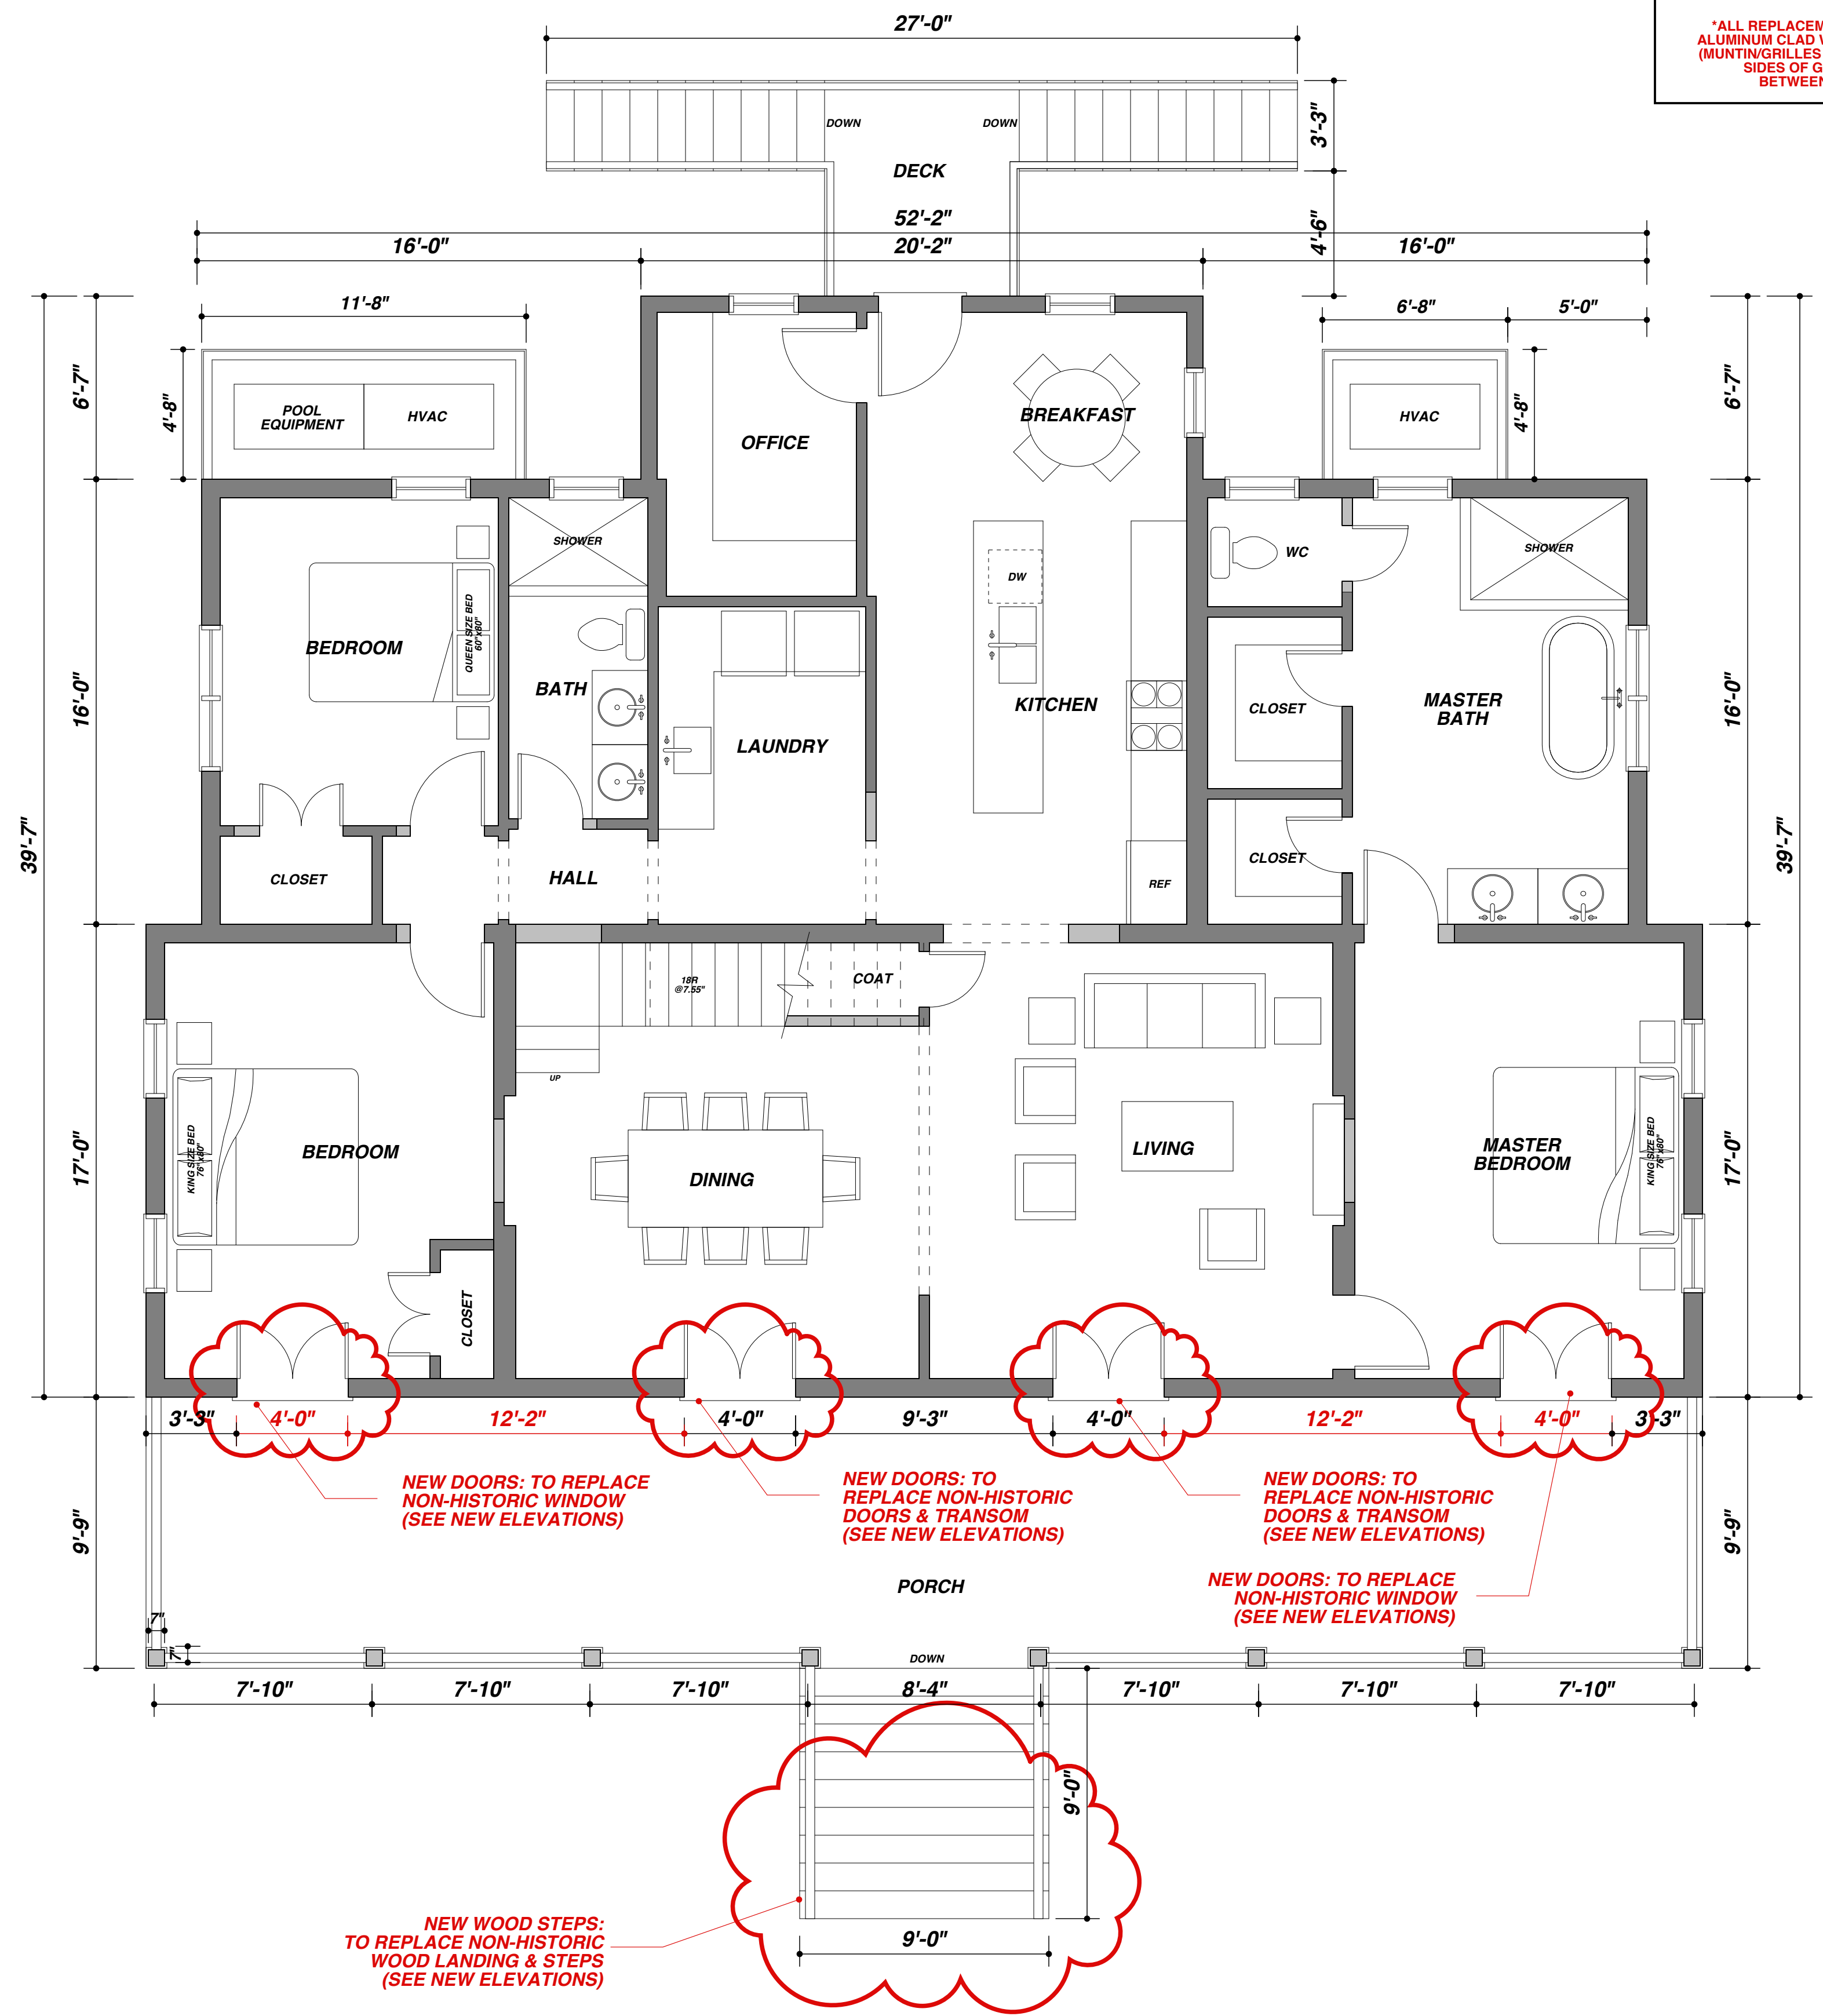 *ALL REPLACEM
ALUMINUM CLAD
(MUNTIN/GRILLES
SIDES OF
BETWEEN
27'-0"
DOWN
DOWN
3'-3"
DECK
52'-2"
4'-6"
16'-0"
20'-2"
16'-0"
11'-8"
6'-8"
5'-0"
6'-7"
4'-8"
POOL
EQUIPMENT
HVAC
OFFICE
BREAKFAST
HVAC
4'-8"
6'-7"
SHOWER
WC
SHOWER
DW
QUEEN SIZE BED
60"x80"
BEDROOM
BATH
16'-0"
LAUNDRY
KITCHEN
CLOSET
MASTER
BATH
16'-0"
39'-7"
39'-7"
CLOSET
HALL
CLOSET
REF
18R
@7.55"
COAT
UP
KING SIZE BED
76"x80"
BEDROOM
DINING
LIVING
MASTER
BEDROOM
KING SIZE BED
76"x80"
17'-0"
17'-0"
CLOSET
3'-3"
4'-0"
12'-2"
4'-0"
9'-3"
4'-0"
12'-2"
4'-0"
3'-3"
NEW DOORS: TO REPLACE
NON-HISTORIC WINDOW
(SEE NEW ELEVATIONS)
NEW DOORS: TO
REPLACE NON-HISTORIC
DOORS & TRANSOM
(SEE NEW ELEVATIONS)
NEW DOORS: TO
REPLACE NON-HISTORIC
DOORS & TRANSOM
(SEE NEW ELEVATIONS)
9'-9"
9'-9"
PORCH
NEW DOORS: TO REPLACE
NON-HISTORIC WINDOW
(SEE NEW ELEVATIONS)
7"
7"
DOWN
7'-10"
7'-10"
7'-10"
8'-4"
7'-10"
7'-10"
7'-10"
9'-0"
NEW WOOD STEPS:
TO REPLACE NON-HISTORIC
WOOD LANDING & STEPS
(SEE NEW ELEVATIONS)
9'-0"